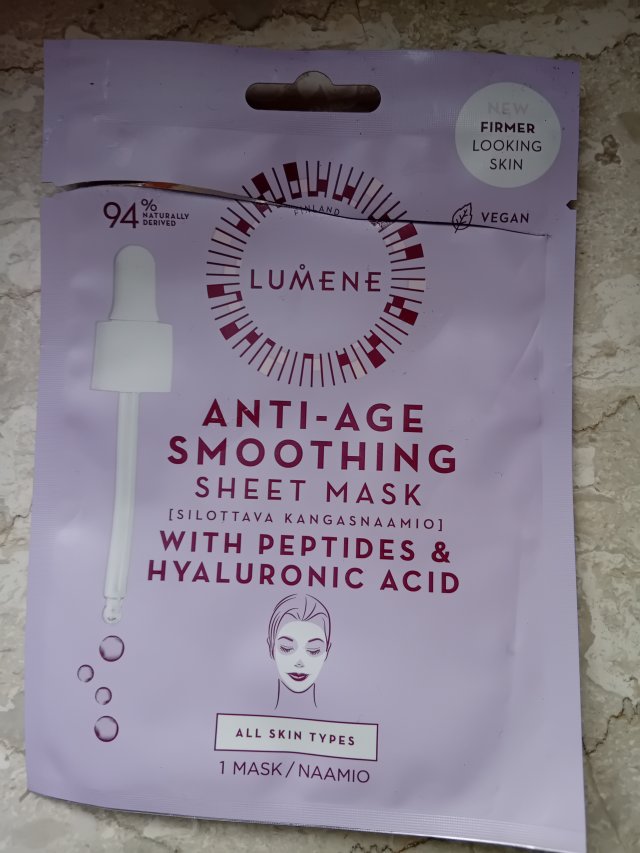 NEW
FIRMER
LOOKING
SKIN
94%
NATURALLY
DERIVED
VEGAN
FINLAND
LUMENE
ANTI-AGE
SMOOTHING
SHEET MASK
[SILOTTAVA KANGASNAAMIO]
WITH PEPTIDES &
HYALURONIC ACID
ALL SKIN TYPES
1 MASK/NAAMIO